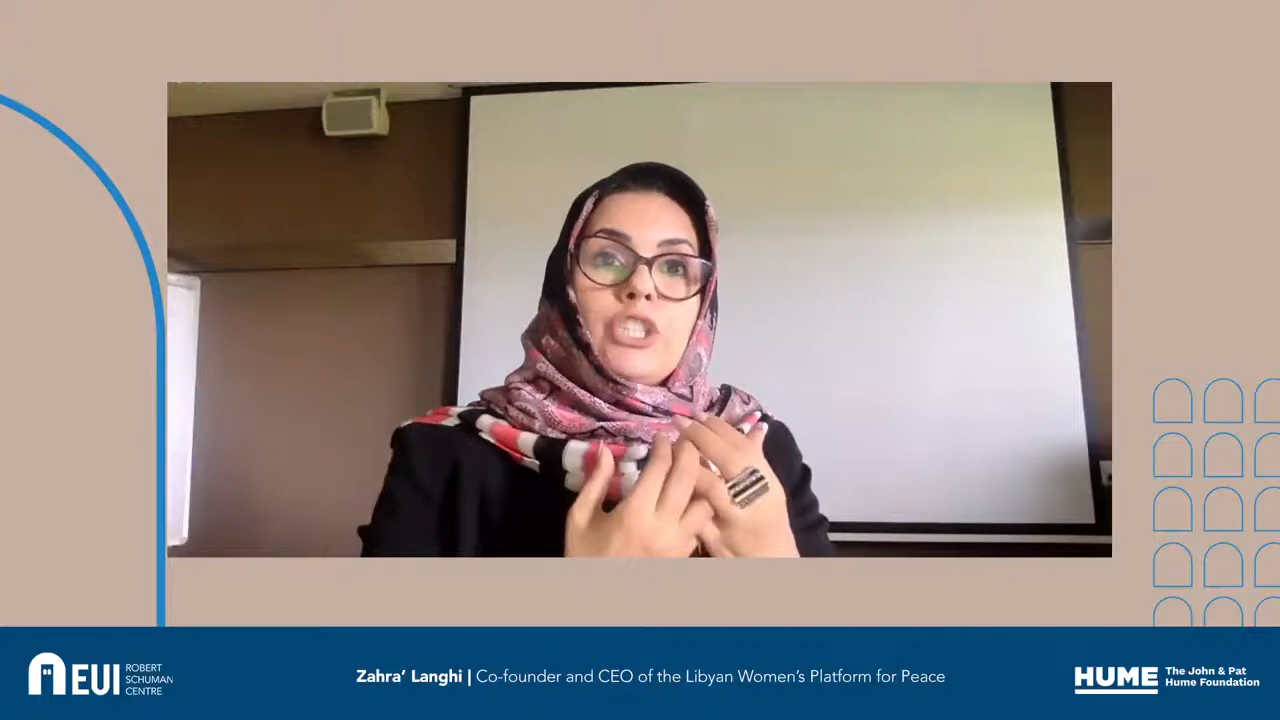 EUI
ROBERT
SCHUMAN
CENTRE
Zahra’ Langhi | Co-founder and CEO of the Libyan Women’s Platform for Peace
HUME
The John & Pat
Hume Foundation